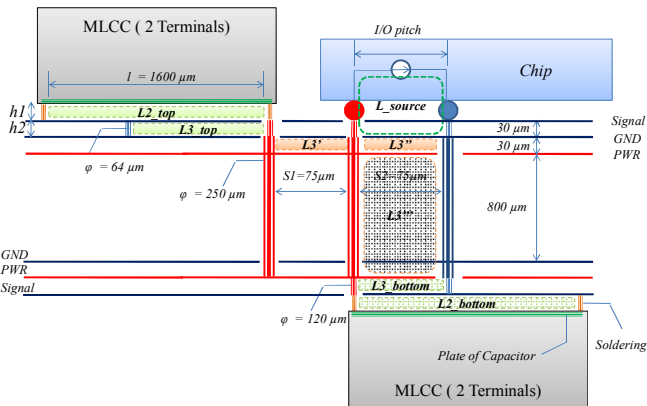 MLCC ( 2 Terminals)
I/O pitch
Chip
l = 1600 µm
h1
L2_top
L_source
h2
L3_top
30 µm
Signal
GND
L3'
L3''
30 µm
PWR
φ = 64 µm
φ = 250 µm
S1=75µm
S2=75µm
800 µm
L3'''
GND
PWR
Signal
L3_bottom
L2_bottom
φ = 120 µm
Soldering
Plate of Capacitor
MLCC ( 2 Terminals)